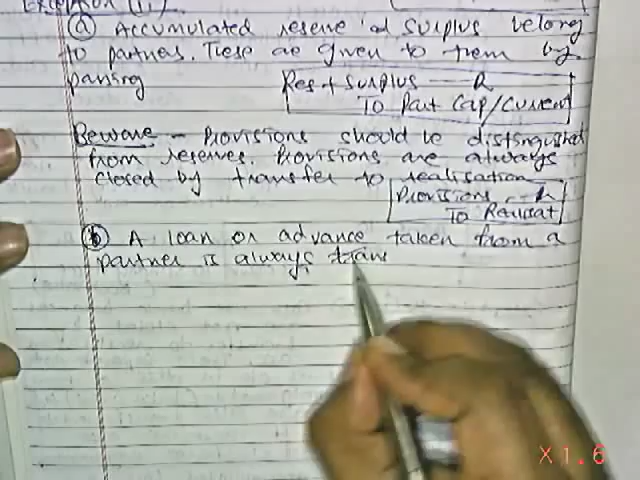 Exception (1)
(a) Accumulated reserve & surplus belong
to partners. These are given to them by
passing
Res + Surplus — Dr
To Part Cap/Current
Beware - Provisions should be distinguished
from reserves. Provisions are always
closed by transfer to realisation
Provisions — Dr
To Realisat
(b) A loan or advance taken from a
partner is always tran
X1.6